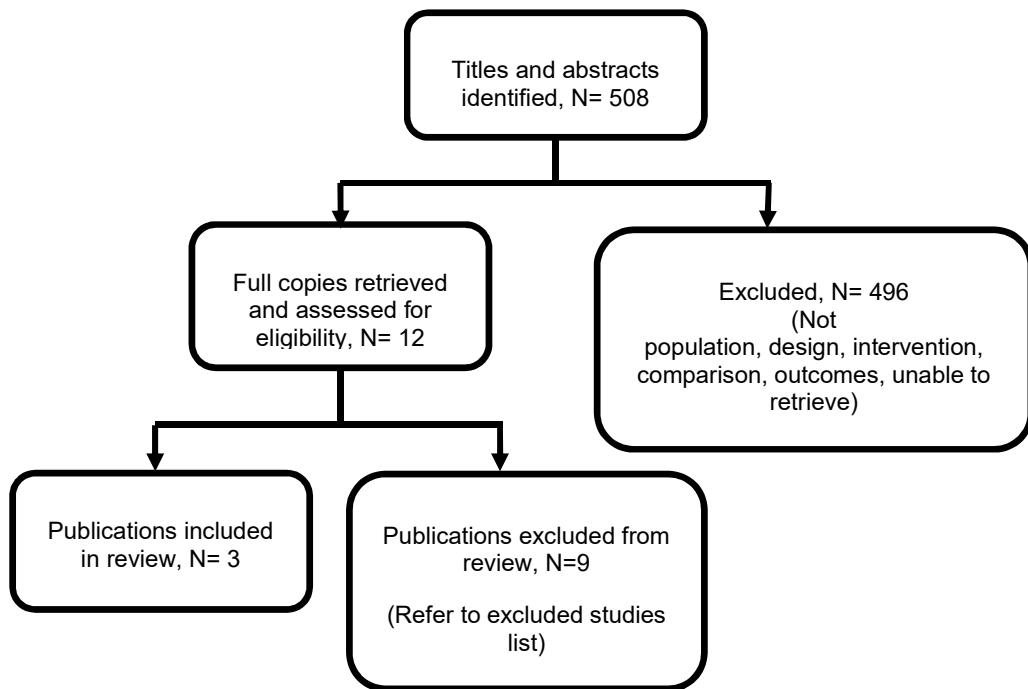 Titles and abstracts
identified, N= 508
Full copies retrieved
and assessed for
eligibility, N= 12
Excluded, N= 496
(Not
population, design, intervention,
comparison, outcomes, unable to
retrieve)
Publications included
in review, N= 3
Publications excluded from
review, N=9
(Refer to excluded studies
list)